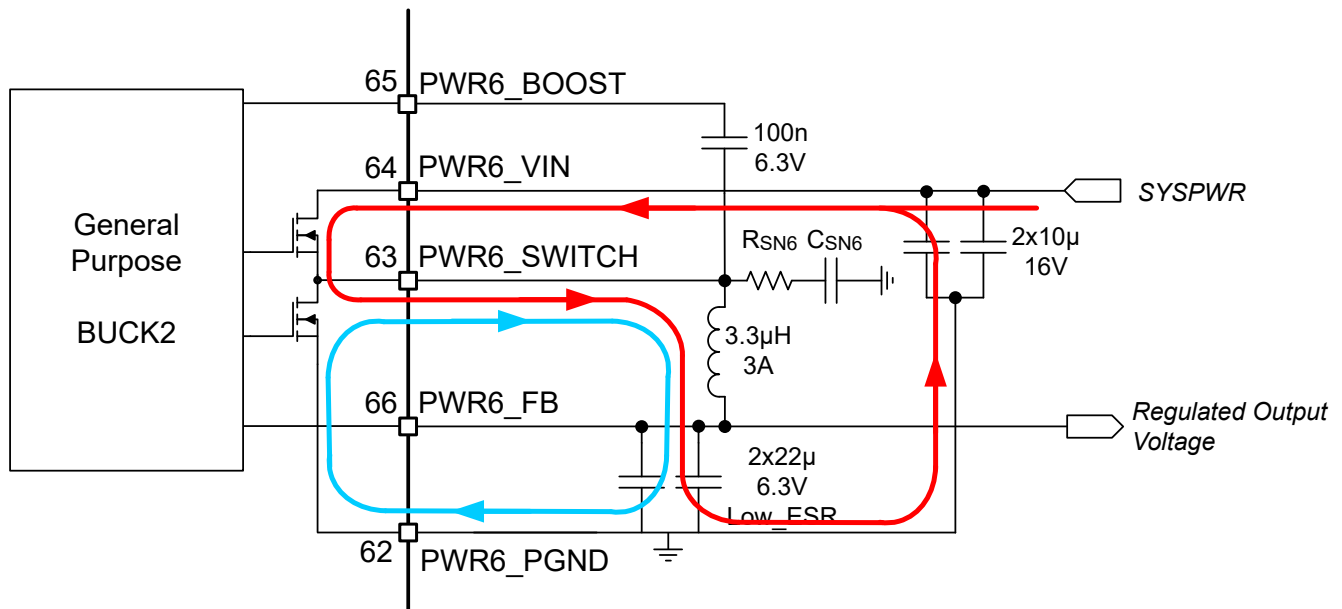 65
PWR6_BOOST
100n
6.3V
64
PWR6_VIN
SYSPWR
General
Purpose
BUCK2
63
PWR6_SWITCH
RSN6
CSN6
2x10µ
16V
3.3µH
3A
66
PWR6_FB
Regulated Output
Voltage
2x22µ
6.3V
Low_ESR
62
PWR6_PGND